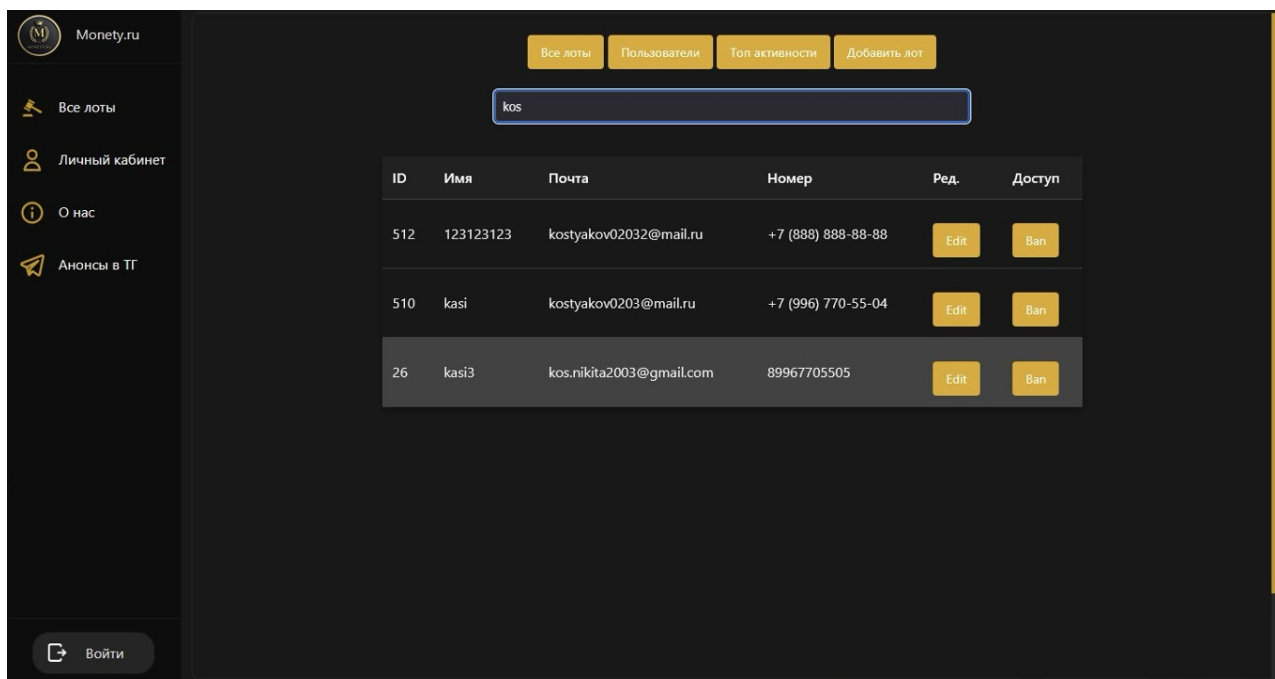 Monety.ru
Все лоты Пользователи Топ активности Добавить лот
kos
Все лоты
Личный кабинет
О нас
Анонсы в ТГ
ID Имя Почта Номер Ред. Доступ
512 123123123 kostyakov02032@mail.ru +7 (888) 888-88-88 Edit Ban
510 kasi kostyakov0203@mail.ru +7 (996) 770-55-04 Edit Ban
26 kasi3 kos.nikita2003@gmail.com 89967705505 Edit Ban
Войти